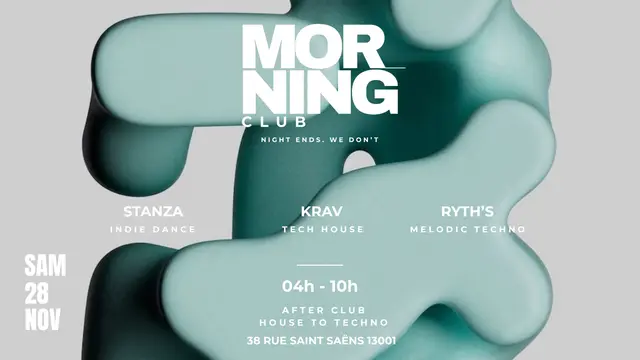 MOR_
NING
CLUB
NIGHT ENDS. WE DON'T
STANZA KRAV RYTH'S
INDIE DANCE TECH HOUSE MELODIC TECHNO
SAM
28
NOV
04h - 10h
AFTER CLUB
HOUSE TO TECHNO
38 RUE SAINT SAËNS 13001